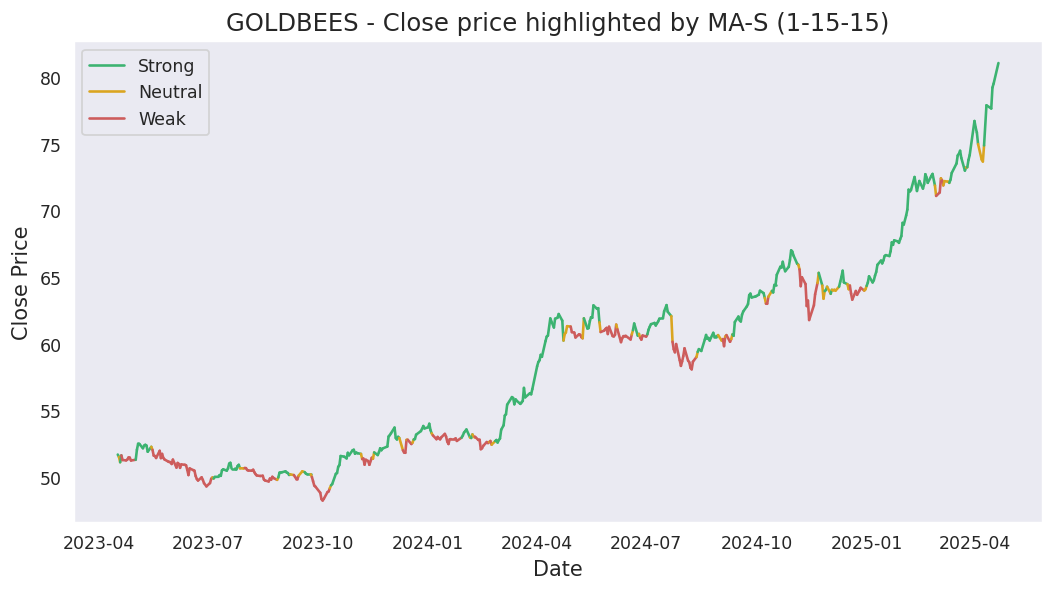 GOLDBEES - Close price highlighted by MA-S (1-15-15)
Strong
Neutral
Weak
Close Price
80
75
70
65
60
55
50
2023-04 2023-07 2023-10 2024-01 2024-04 2024-07 2024-10 2025-01 2025-04
Date